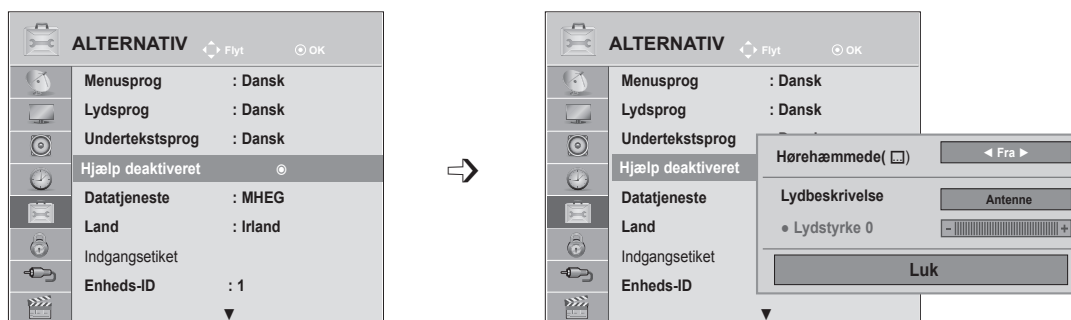 ALTERNATIV Flyt OK
Menusprog : Dansk
Lydsprog : Dansk
Undertekstsprog : Dansk
Hjælp deaktiveret
Datatjeneste : MHEG
Land : Irland
Indgangsetiket
Enheds-ID : 1
ALTERNATIV Flyt OK
Menusprog : Dansk
Lydsprog : Dansk
Undertekstsprog
Hjælp deaktiveret
Datatjeneste
Land
Indgangsetiket
Enheds-ID
Hørehæmmede( ) ◄ Fra ►
Lydbeskrivelse Antenne
● Lydstyrke 0 - +
Luk